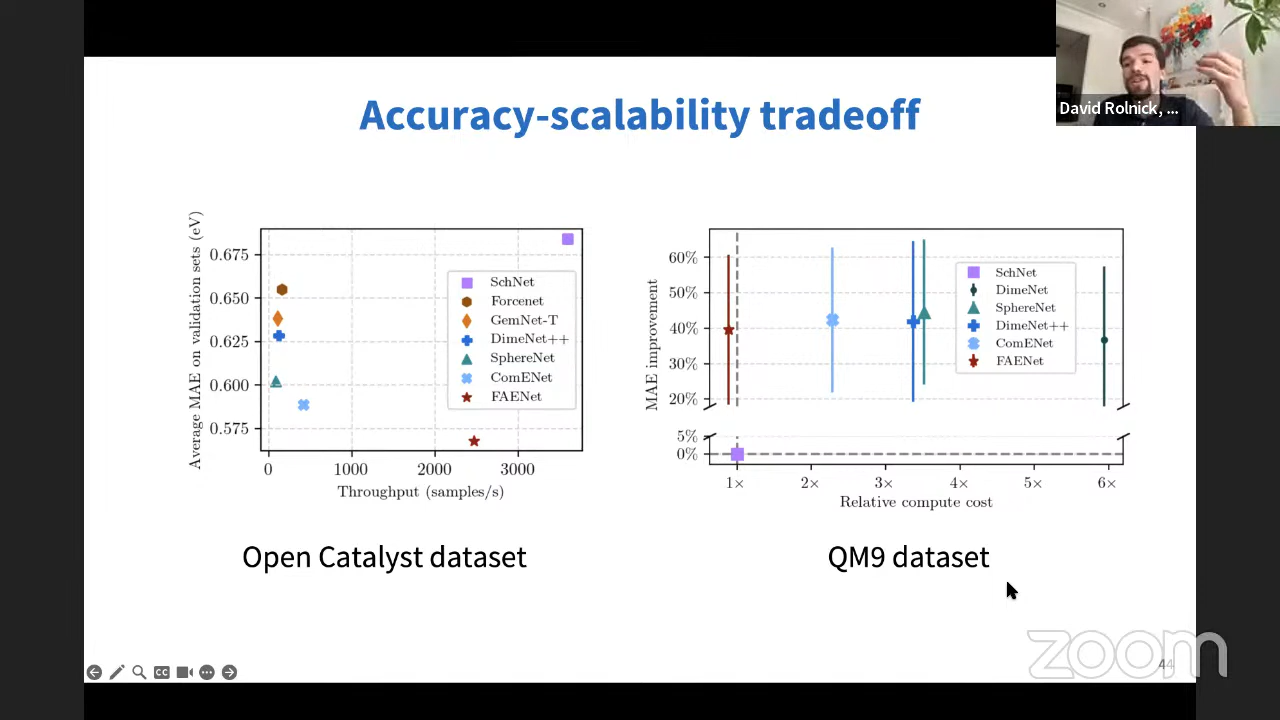 David Rolnick, ...
Accuracy-scalability tradeoff
Average MAE on validation sets (eV)
0.675
0.650
0.625
0.600
0.575
0
1000
2000
3000
Throughput (samples/s)
SchNet
Forcenet
GemNet-T
DimeNet++
SphereNet
ComENet
FAENet
Open Catalyst dataset
MAE improvement
60%
50%
40%
30%
20%
5%
0%
1×
2×
3×
4×
5×
6×
Relative compute cost
SchNet
DimeNet
SphereNet
DimeNet++
ComENet
FAENet
QM9 dataset
CC
44
zoom